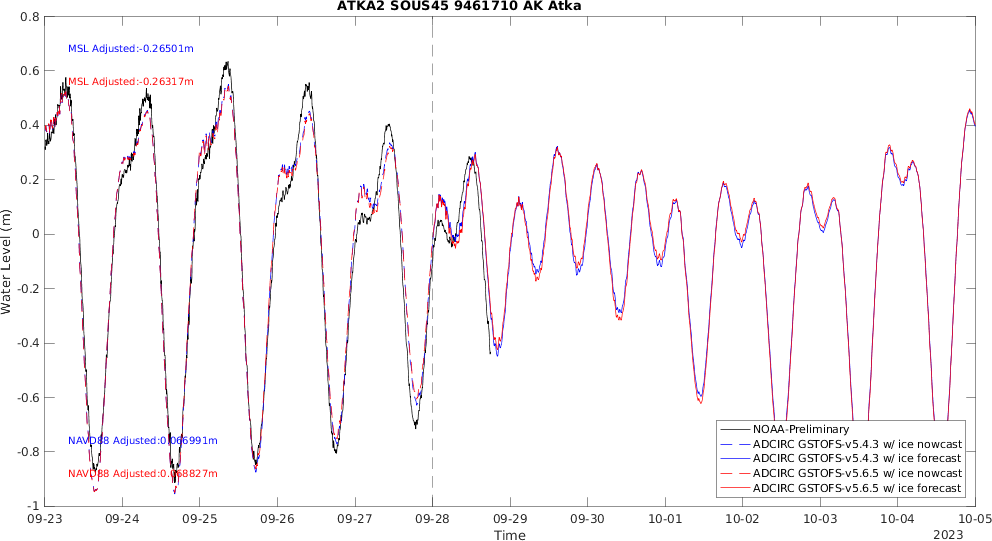 ATKA2 SOUS45 9461710 AK Atka
0.8
0.6
0.4
0.2
0
-0.2
-0.4
-0.6
-0.8
-1
Water Level (m)
MSL Adjusted:-0.26501m
MSL Adjusted:-0.26317m
NAVD88 Adjusted:0.066991m
NAVD88 Adjusted:0.068827m
NOAA-Preliminary
ADCIRC GSTOFS-v5.4.3 w/ ice nowcast
ADCIRC GSTOFS-v5.4.3 w/ ice forecast
ADCIRC GSTOFS-v5.6.5 w/ ice nowcast
ADCIRC GSTOFS-v5.6.5 w/ ice forecast
09-23 09-24 09-25 09-26 09-27 09-28 09-29 09-30 10-01 10-02 10-03 10-04 10-05
Time
2023